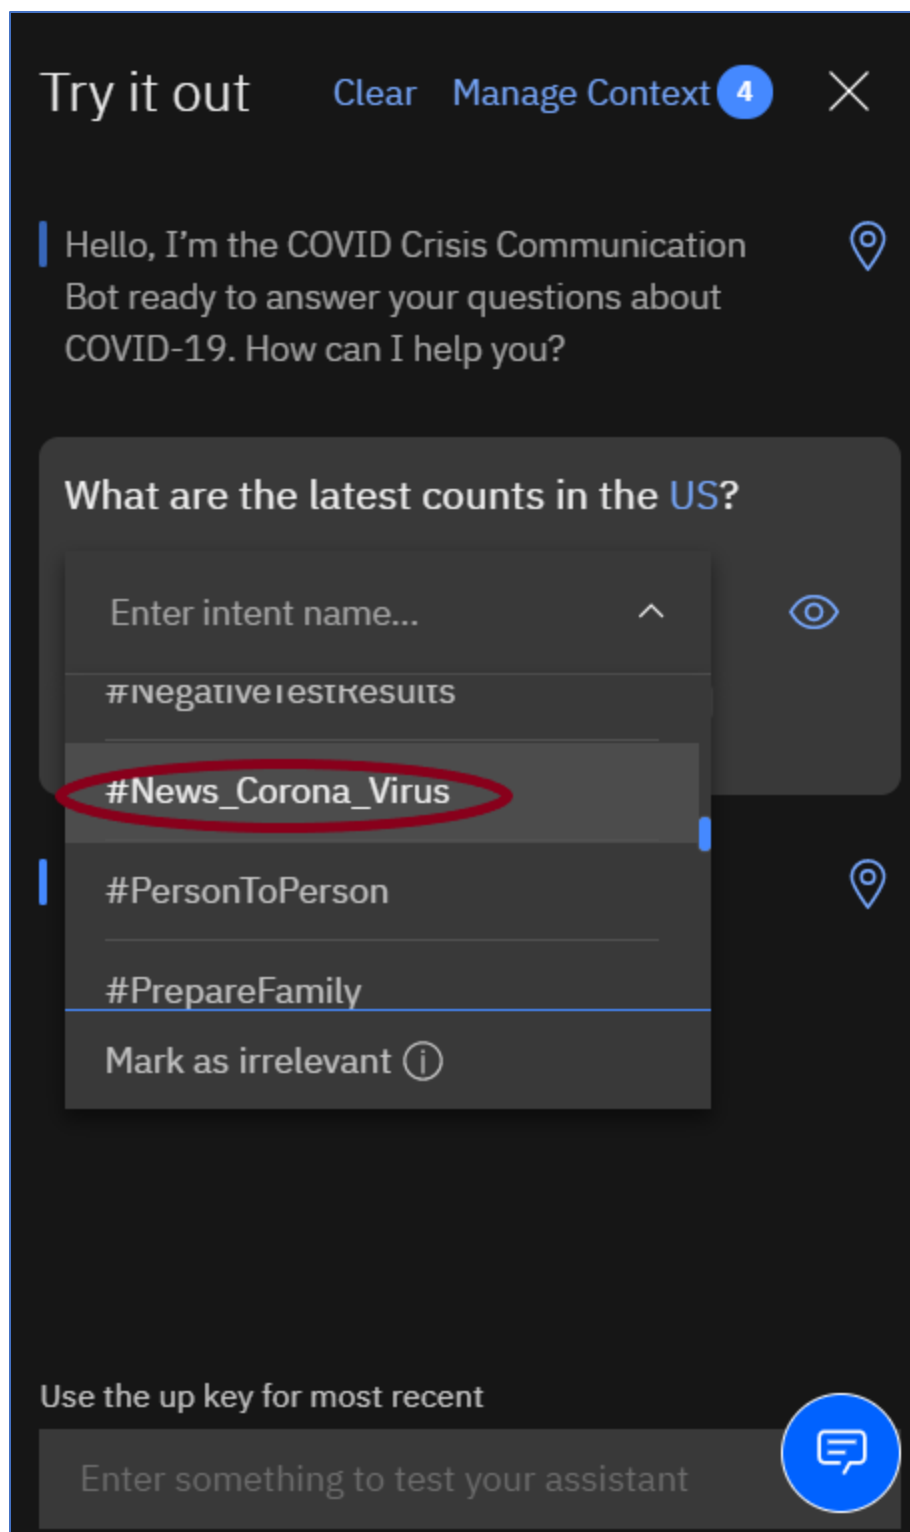 Try it out Clear Manage Context 4
Hello, I’m the COVID Crisis Communication
Bot ready to answer your questions about
COVID-19. How can I help you?
What are the latest counts in the US?
Enter intent name...
#NegativeTestResults
#News_Corona_Virus
#PersonToPerson
#PrepareFamily
Mark as irrelevant
Use the up key for most recent
Enter something to test your assistant